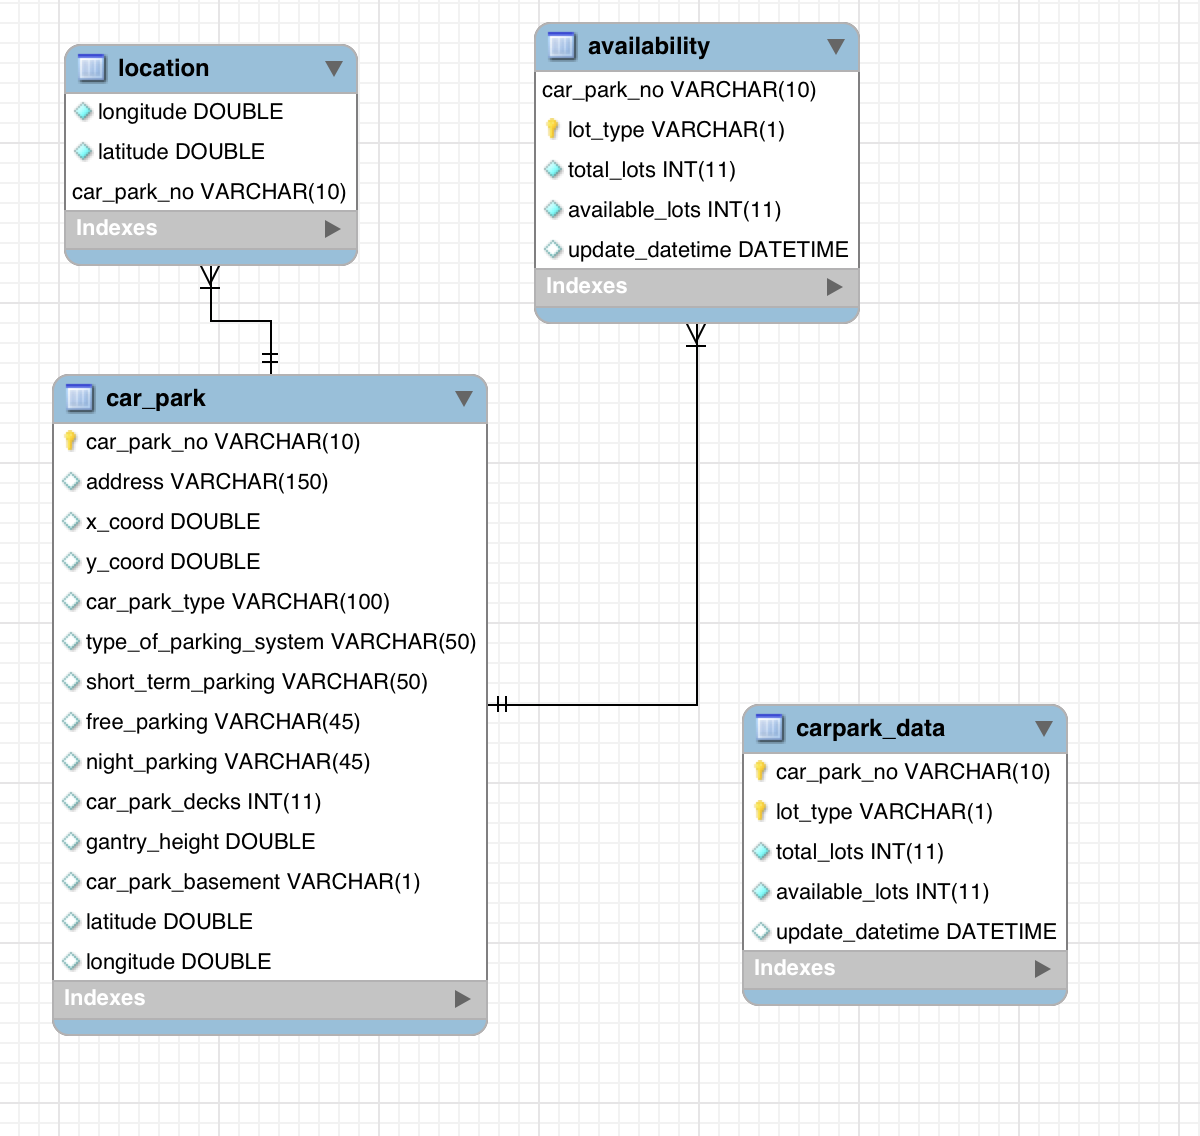 location
longitude DOUBLE
latitude DOUBLE
car_park_no VARCHAR(10)
Indexes
availability
car_park_no VARCHAR(10)
lot_type VARCHAR(1)
total_lots INT(11)
available_lots INT(11)
update_datetime DATETIME
Indexes
car_park
car_park_no VARCHAR(10)
address VARCHAR(150)
x_coord DOUBLE
y_coord DOUBLE
car_park_type VARCHAR(100)
type_of_parking_system VARCHAR(50)
short_term_parking VARCHAR(50)
free_parking VARCHAR(45)
night_parking VARCHAR(45)
car_park_decks INT(11)
gantry_height DOUBLE
car_park_basement VARCHAR(1)
latitude DOUBLE
longitude DOUBLE
Indexes
carpark_data
car_park_no VARCHAR(10)
lot_type VARCHAR(1)
total_lots INT(11)
available_lots INT(11)
update_datetime DATETIME
Indexes